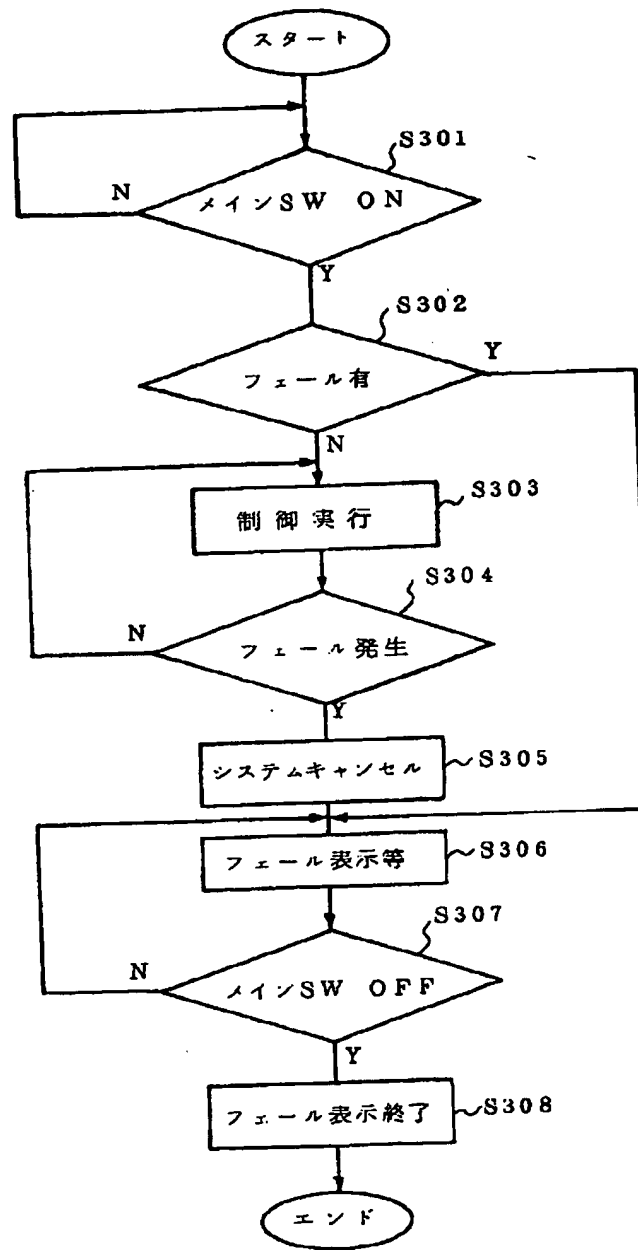 スタート
S301
メインSW ON
N
Y
S302
フェール有
Y
N
S303
制御実行
S304
フェール発生
N
Y
システムキャンセル
S305
フェール表示等
S306
S307
メインSW OFF
N
Y
フェール表示終了
S308
エンド